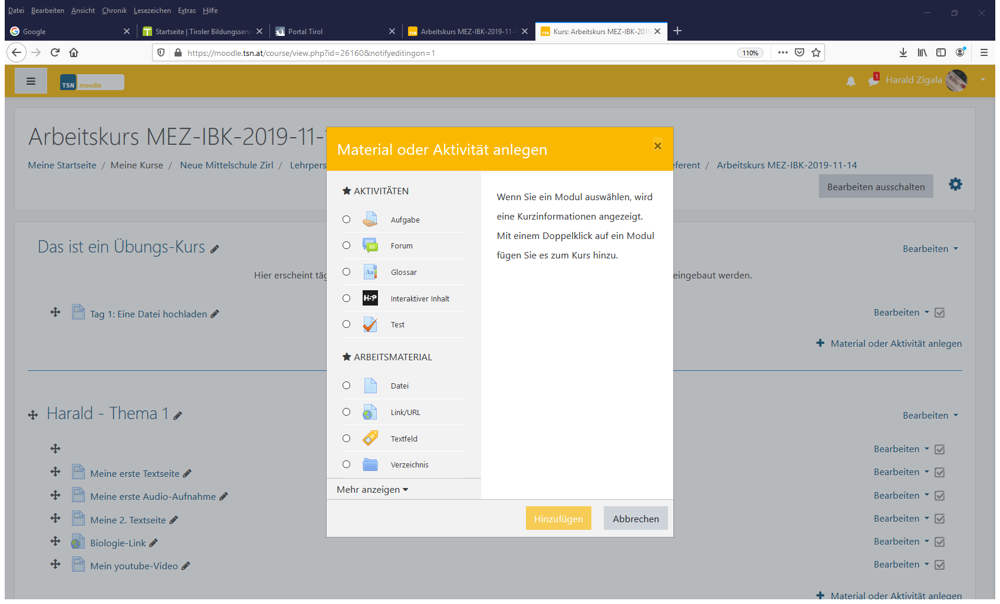 Datei Bearbeiten Ansicht Chronik Lesezeichen Extras Hilfe
Google
Startseite | Tiroler Bildungsserv
Portal Tirol
Arbeitskurs MEZ-IBK-2019-11-1
Kurs: Arbeitskurs MEZ-IBK-2019
https://moodle.tsn.at/course/view.php?id=26160&notifyeditingon=1
110%
TSN moodle
1
Harald Zigala
Arbeitskurs MEZ-IBK-2019-11-
Meine Startseite / Meine Kurse / Neue Mittelschule Zirl / Lehrpers
ferent / Arbeitskurs MEZ-IBK-2019-11-14
Bearbeiten ausschalten
Das ist ein Übungs-Kurs
Bearbeiten
Hier erscheint täg
eingebaut werden.
Tag 1: Eine Datei hochladen
Bearbeiten
Material oder Aktivität anlegen
Harald - Thema 1
Bearbeiten
Bearbeiten
Meine erste Textseite
Bearbeiten
Meine erste Audio-Aufnahme
Bearbeiten
Meine 2. Textseite
Bearbeiten
Biologie-Link
Bearbeiten
Mein youtube-Video
Bearbeiten
Material oder Aktivität anlegen
Material oder Aktivität anlegen
×
AKTIVITÄTEN
Aufgabe
Forum
Aa
Glossar
H5P
Interaktiver Inhalt
Test
ARBEITSMATERIAL
Datei
Link/URL
Textfeld
Verzeichnis
Mehr anzeigen
Wenn Sie ein Modul auswählen, wird
eine Kurzinformationen angezeigt.
Mit einem Doppelklick auf ein Modul
fügen Sie es zum Kurs hinzu.
Hinzufügen
Abbrechen